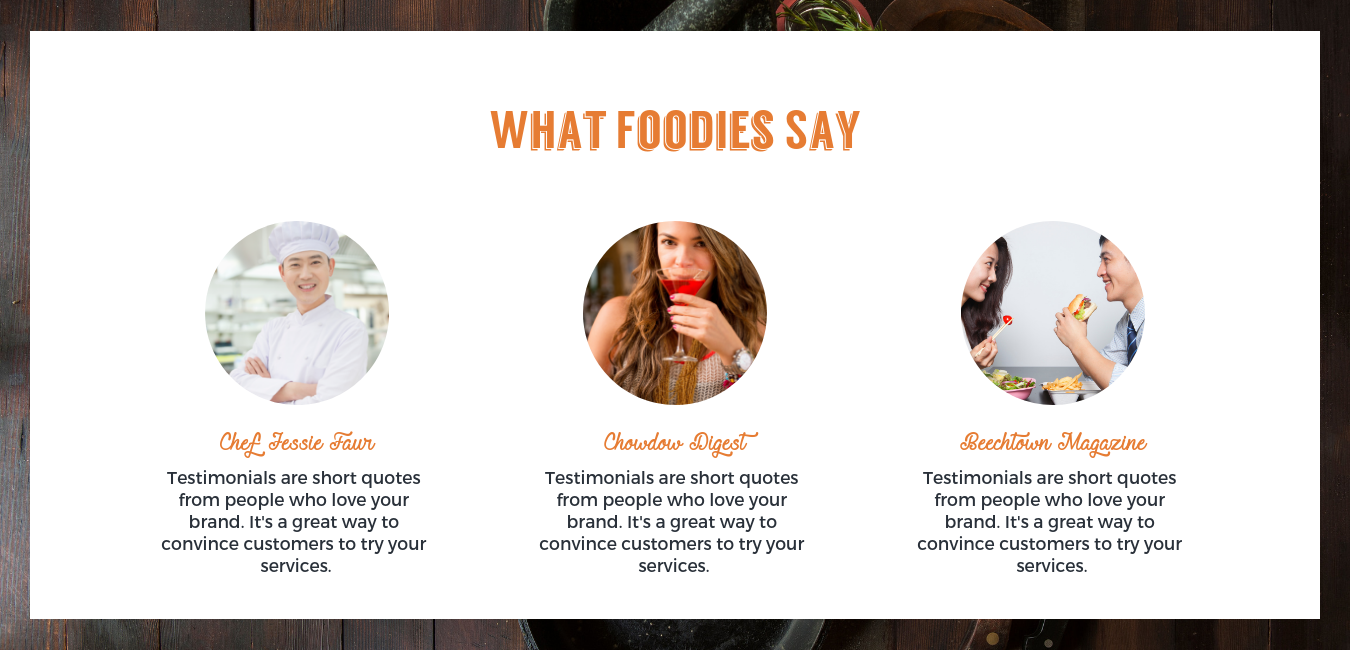 WHAT FOODIES SAY
Chef Jessie Faur
Testimonials are short quotes
from people who love your
brand. It's a great way to
convince customers to try your
services.
Chowdow Digest
Testimonials are short quotes
from people who love your
brand. It's a great way to
convince customers to try your
services.
Beechtown Magazine
Testimonials are short quotes
from people who love your
brand. It's a great way to
convince customers to try your
services.